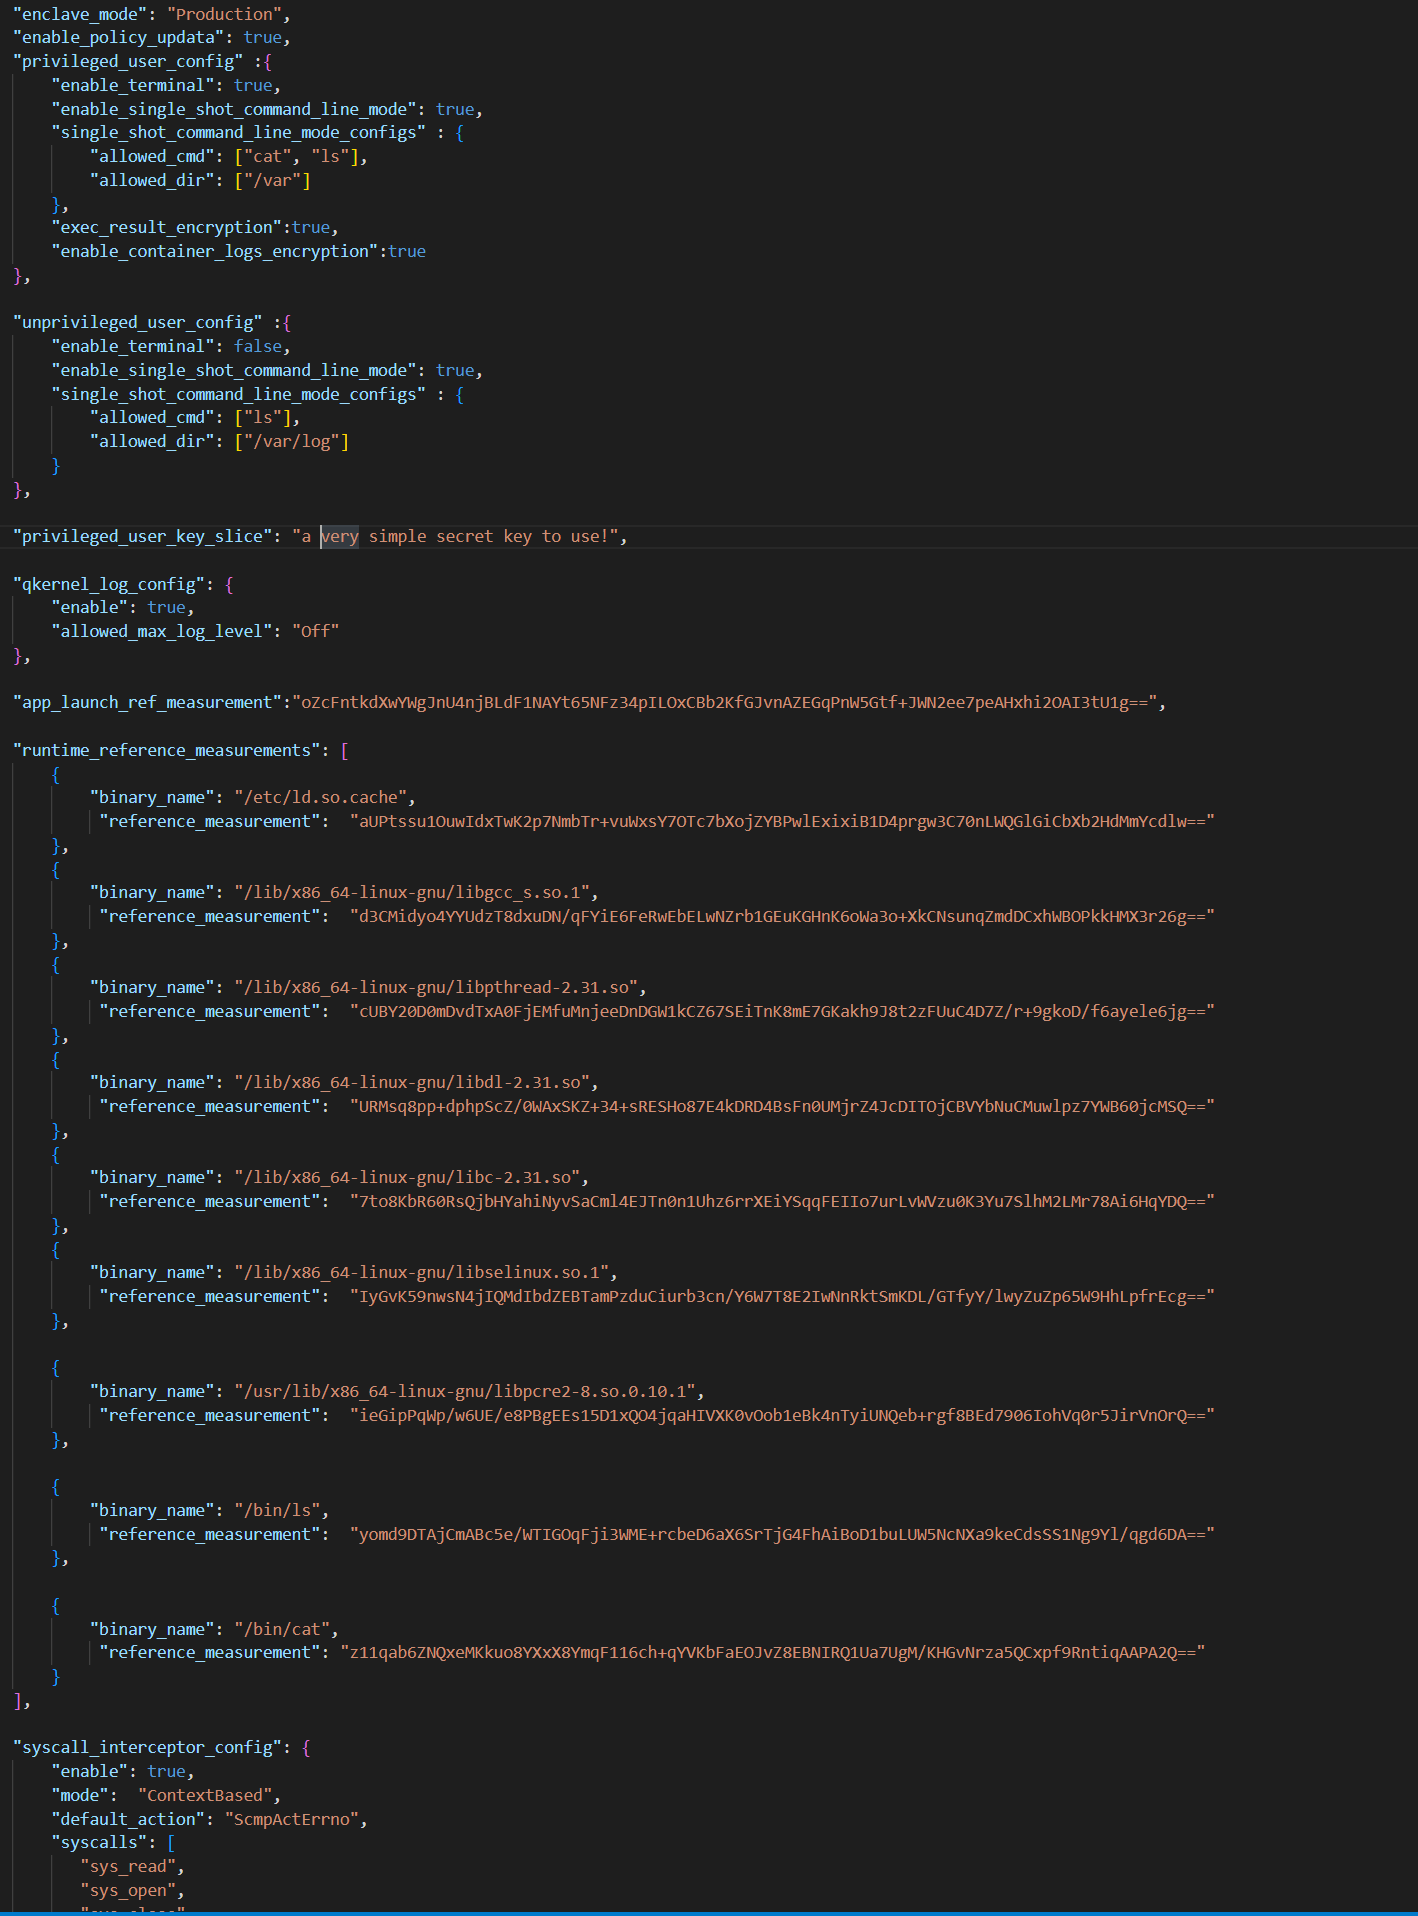 "enclave_mode": "Production",
"enable_policy_updata": true,
"privileged_user_config" :{
"enable_terminal": true,
"enable_single_shot_command_line_mode": true,
"single_shot_command_line_mode_configs" : {
"allowed_cmd": ["cat", "ls"],
"allowed_dir": ["/var"]
},
"exec_result_encryption":true,
"enable_container_logs_encryption":true
},
"unprivileged_user_config" :{
"enable_terminal": false,
"enable_single_shot_command_line_mode": true,
"single_shot_command_line_mode_configs" : {
"allowed_cmd": ["ls"],
"allowed_dir": ["/var/log"]
}
},
"privileged_user_key_slice": "a very simple secret key to use!",
"qkernel_log_config": {
"enable": true,
"allowed_max_log_level": "Off"
},
"app_launch_ref_measurement":"oZcFntkdXwYWgJnU4njBLdF1NAYt65NFz34pILOxCBb2KfGJvnAZEGqPnW5Gtf+JWN2ee7peAHxhi2OAI3tU1g==",
"runtime_reference_measurements": [
{
"binary_name": "/etc/ld.so.cache",
"reference_measurement":  "aUPtssu1OuwIdxTwK2p7NmbTr+vuWxsY7OTc7bXojZYBPwlExixiB1D4prgw3C70nLWQGlGiCbXb2HdMmYcdlw=="
},
{
"binary_name": "/lib/x86_64-linux-gnu/libgcc_s.so.1",
"reference_measurement":  "d3CMidyo4YYUdzT8dxuDN/qFYiE6FeRwEbELwNZrb1GEuKGHnK6oWa3o+XkCNsunqZmdDCxhWBOPkkHMX3r26g=="
},
{
"binary_name": "/lib/x86_64-linux-gnu/libpthread-2.31.so",
"reference_measurement":  "cUBY20D0mDvdTxA0FjEMfuMnjeeDnDGW1kCZ67SEiTnK8mE7GKakh9J8t2zFUuC4D7Z/r+9gkoD/f6ayele6jg=="
},
{
"binary_name": "/lib/x86_64-linux-gnu/libdl-2.31.so",
"reference_measurement":  "URMsq8pp+dphpScZ/0WAxSKZ+34+sRESHo87E4kDRD4BsFn0UMjrZ4JcDITOjCBVYbNuCMuwlpz7YWB60jcMSQ=="
},
{
"binary_name": "/lib/x86_64-linux-gnu/libc-2.31.so",
"reference_measurement":  "7to8KbR60RsQjbHYahiNyvSaCml4EJTn0n1Uhz6rrXEiYSqqFEIIo7urLvWVzu0K3Yu7SlhM2LMr78Ai6HqYDQ=="
},
{
"binary_name": "/lib/x86_64-linux-gnu/libselinux.so.1",
"reference_measurement":  "IyGvK59nwsN4jIQMdIbdZEBTamPzduCiurb3cn/Y6W7T8E2IwNnRktSmKDL/GTfyY/lwyZuZp65W9HhLpfrEcg=="
},
{
"binary_name": "/usr/lib/x86_64-linux-gnu/libpcre2-8.so.0.10.1",
"reference_measurement":  "ieGipPqWp/w6UE/e8PBgEEs15D1xQO4jqaHIVXK0vOob1eBk4nTyiUNQeb+rgf8BEd7906IohVq0r5JirVnOrQ=="
},
{
"binary_name": "/bin/ls",
"reference_measurement":  "yomd9DTAjCmABc5e/WTIGOqFji3WME+rcbeD6aX6SrTjG4FhAiBoD1buLUW5NcNXa9keCdsSS1Ng9Yl/qgd6DA=="
},
{
"binary_name": "/bin/cat",
"reference_measurement": "z11qab6ZNQxeMKkuo8YXxX8YmqF116ch+qYVKbFaEOJvZ8EBNIRQ1Ua7UgM/KHGvNrza5QCxpf9RntiqAAPA2Q=="
}
],
"syscall_interceptor_config": {
"enable": true,
"mode":  "ContextBased",
"default_action": "ScmpActErrno",
"syscalls": [
"sys_read",
"sys_open",